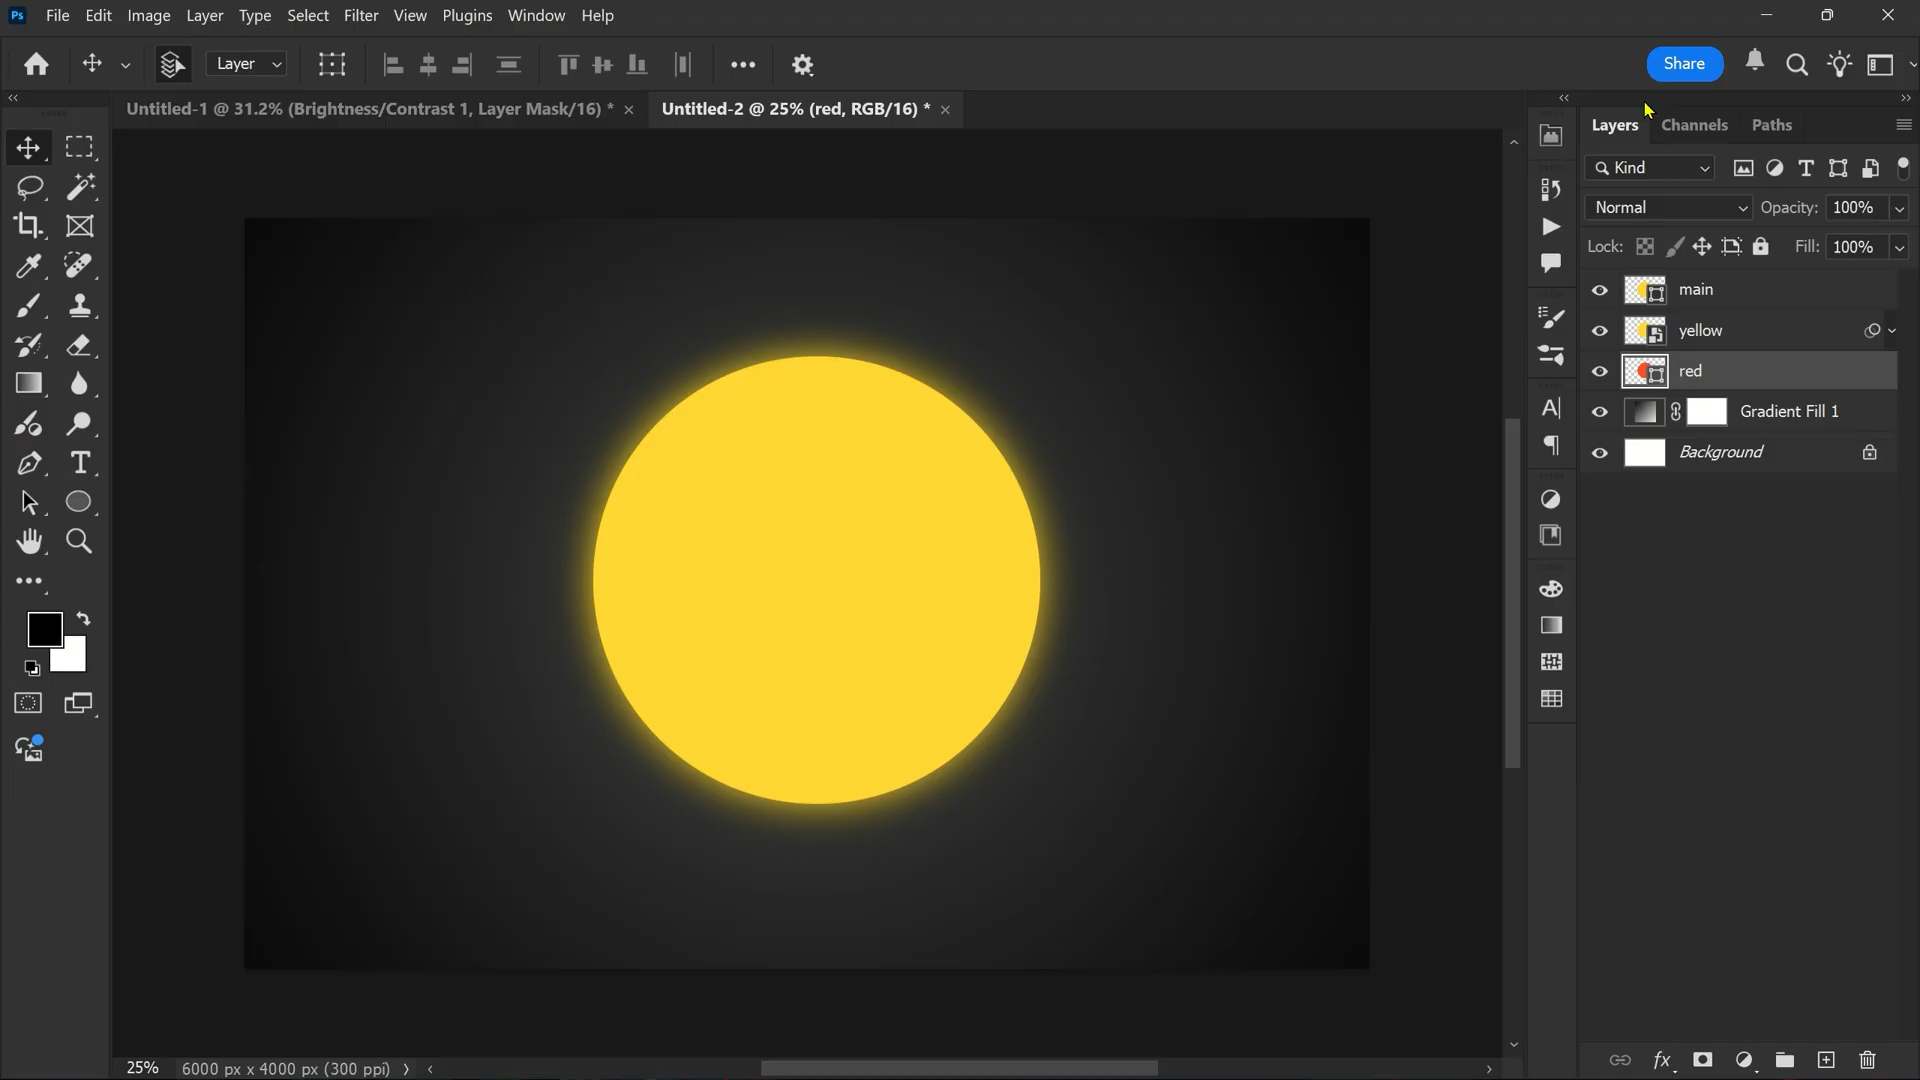 Ps File Edit Image Layer Type Select Filter View Plugins Window Help
Layer Share
Untitled-1 @ 31.2% (Brightness/Contrast 1, Layer Mask/16) * Untitled-2 @ 25% (red, RGB/16) *
Layers Channels Paths
Kind
Normal Opacity: 100%
Lock: Fill: 100%
main
yellow
red
Gradient Fill 1
Background
25% 6000 px x 4000 px (300 ppi)